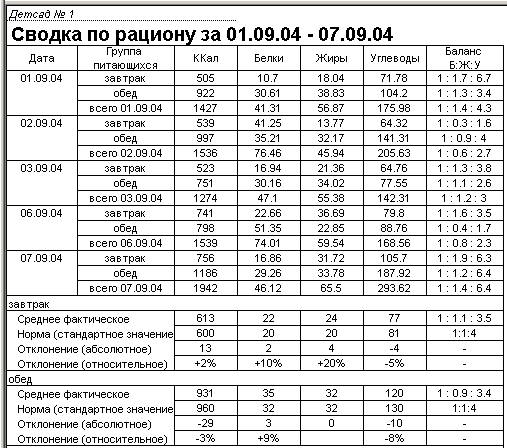 Детсад № 1
Сводка по рациону за 01.09.04 - 07.09.04
Дата Группа питающихся ККал Белки Жиры Углеводы Баланс Б:Ж:У
01.09.04 завтрак 505 10.7 18.04 71.78 1 : 1.7 : 6.7
обед 922 30.61 38.83 104.2 1 : 1.3 : 3.4
всего 01.09.04 1427 41.31 56.87 175.98 1 : 1.4 : 4.3
02.09.04 завтрак 539 41.25 13.77 64.32 1 : 0.3 : 1.6
обед 997 35.21 32.17 141.31 1 : 0.9 : 4
всего 02.09.04 1536 76.46 45.94 205.63 1 : 0.6 : 2.7
03.09.04 завтрак 523 16.94 21.36 64.76 1 : 1.3 : 3.8
обед 751 30.16 34.02 77.55 1 : 1.1 : 2.6
всего 03.09.04 1274 47.1 55.38 142.31 1 : 1.2 : 3
06.09.04 завтрак 741 22.66 36.69 79.8 1 : 1.6 : 3.5
обед 798 51.35 22.85 88.76 1 : 0.4 : 1.7
всего 06.09.04 1539 74.01 59.54 168.56 1 : 0.8 : 2.3
07.09.04 завтрак 756 16.86 31.72 105.7 1 : 1.9 : 6.3
обед 1186 29.26 33.78 187.92 1 : 1.2 : 6.4
всего 07.09.04 1942 46.12 65.5 293.62 1 : 1.4 : 6.4
завтрак
Среднее фактическое 613 22 24 77 1 : 1.1 : 3.5
Норма (стандартное значение 600 20 20 81 1:1:4
Отклонение (абсолютное) 13 2 4 -4 -
Отклонение (относительное) +2% +10% +20% -5% -
обед
Среднее фактическое 931 35 32 120 1 : 0.9 : 3.4
Норма (стандартное значение 960 32 32 130 1:1:4
Отклонение (абсолютное) -29 3 0 -10 -
Отклонение (относительное) -3% +9% -8% -